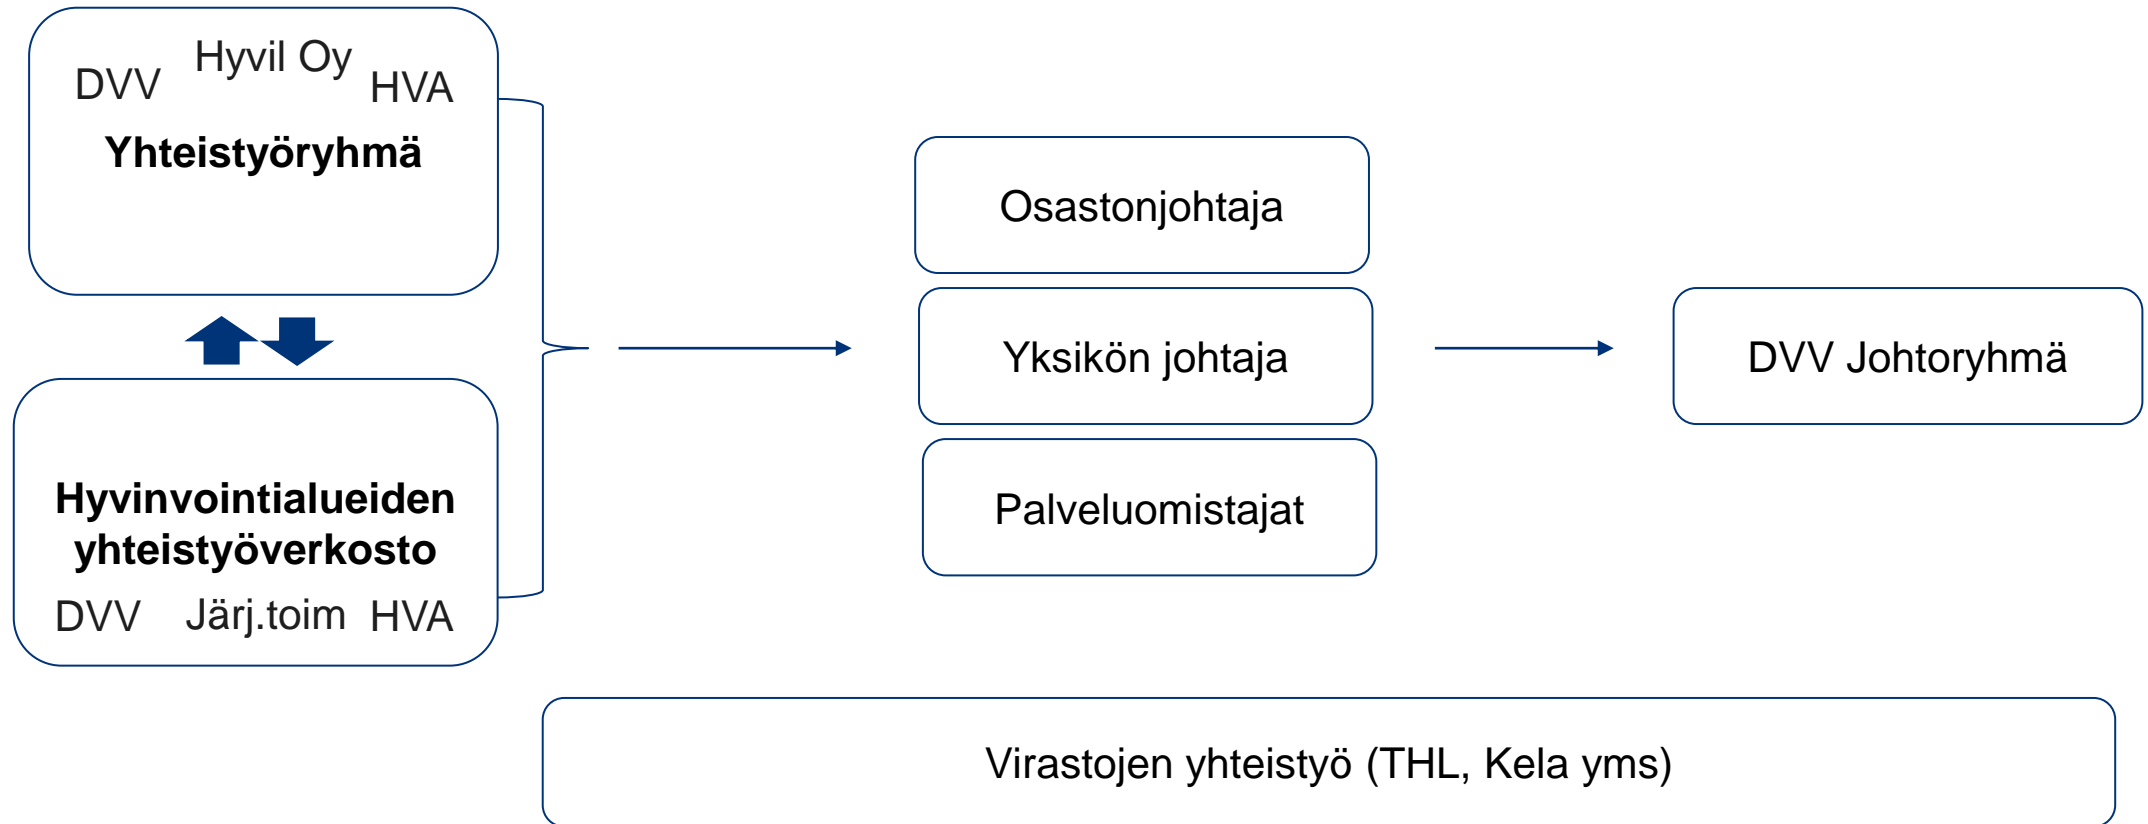 DVV Hyvil Oy HVA
Yhteistyöryhmä
Hyvinvointialueiden
yhteistyöverkosto
DVV Järj.toim HVA
Osastonjohtaja
Yksikön johtaja
Palveluomistajat
DVV Johtoryhmä
Virastojen yhteistyö (THL, Kela yms)